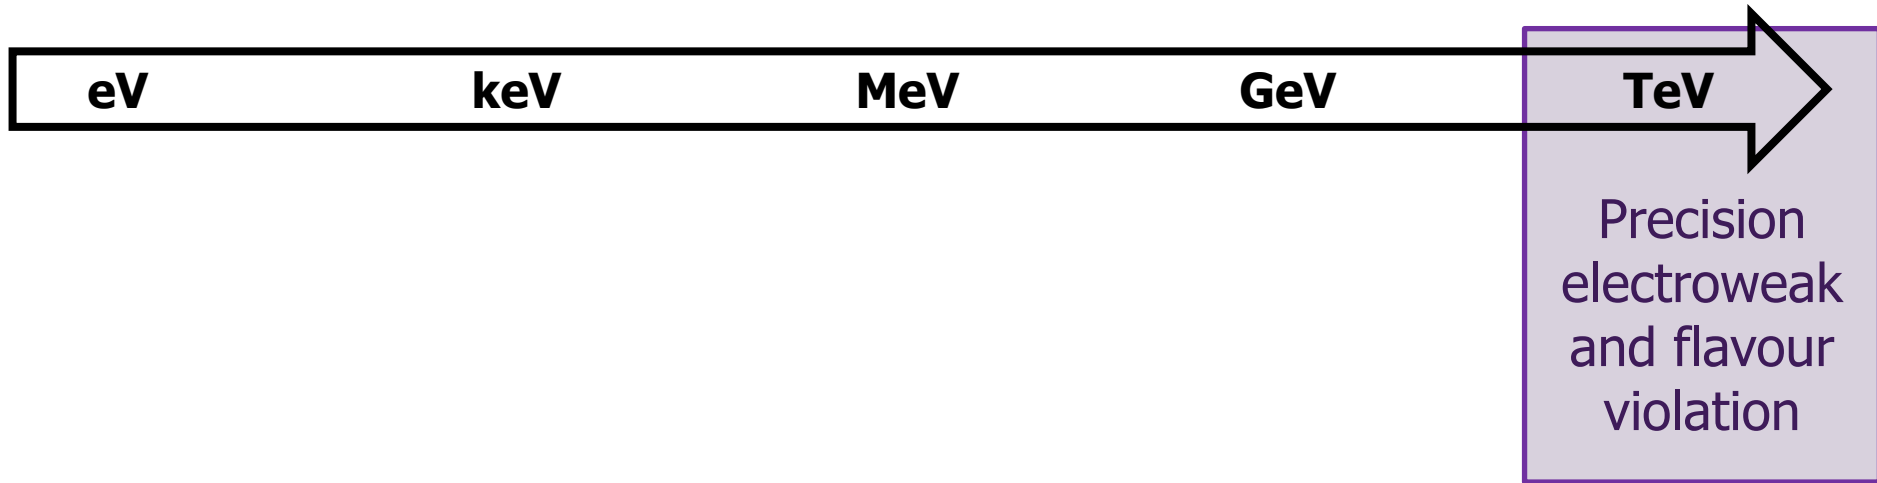 eV keV MeV GeV TeV
Precision
electroweak
and flavour
violation